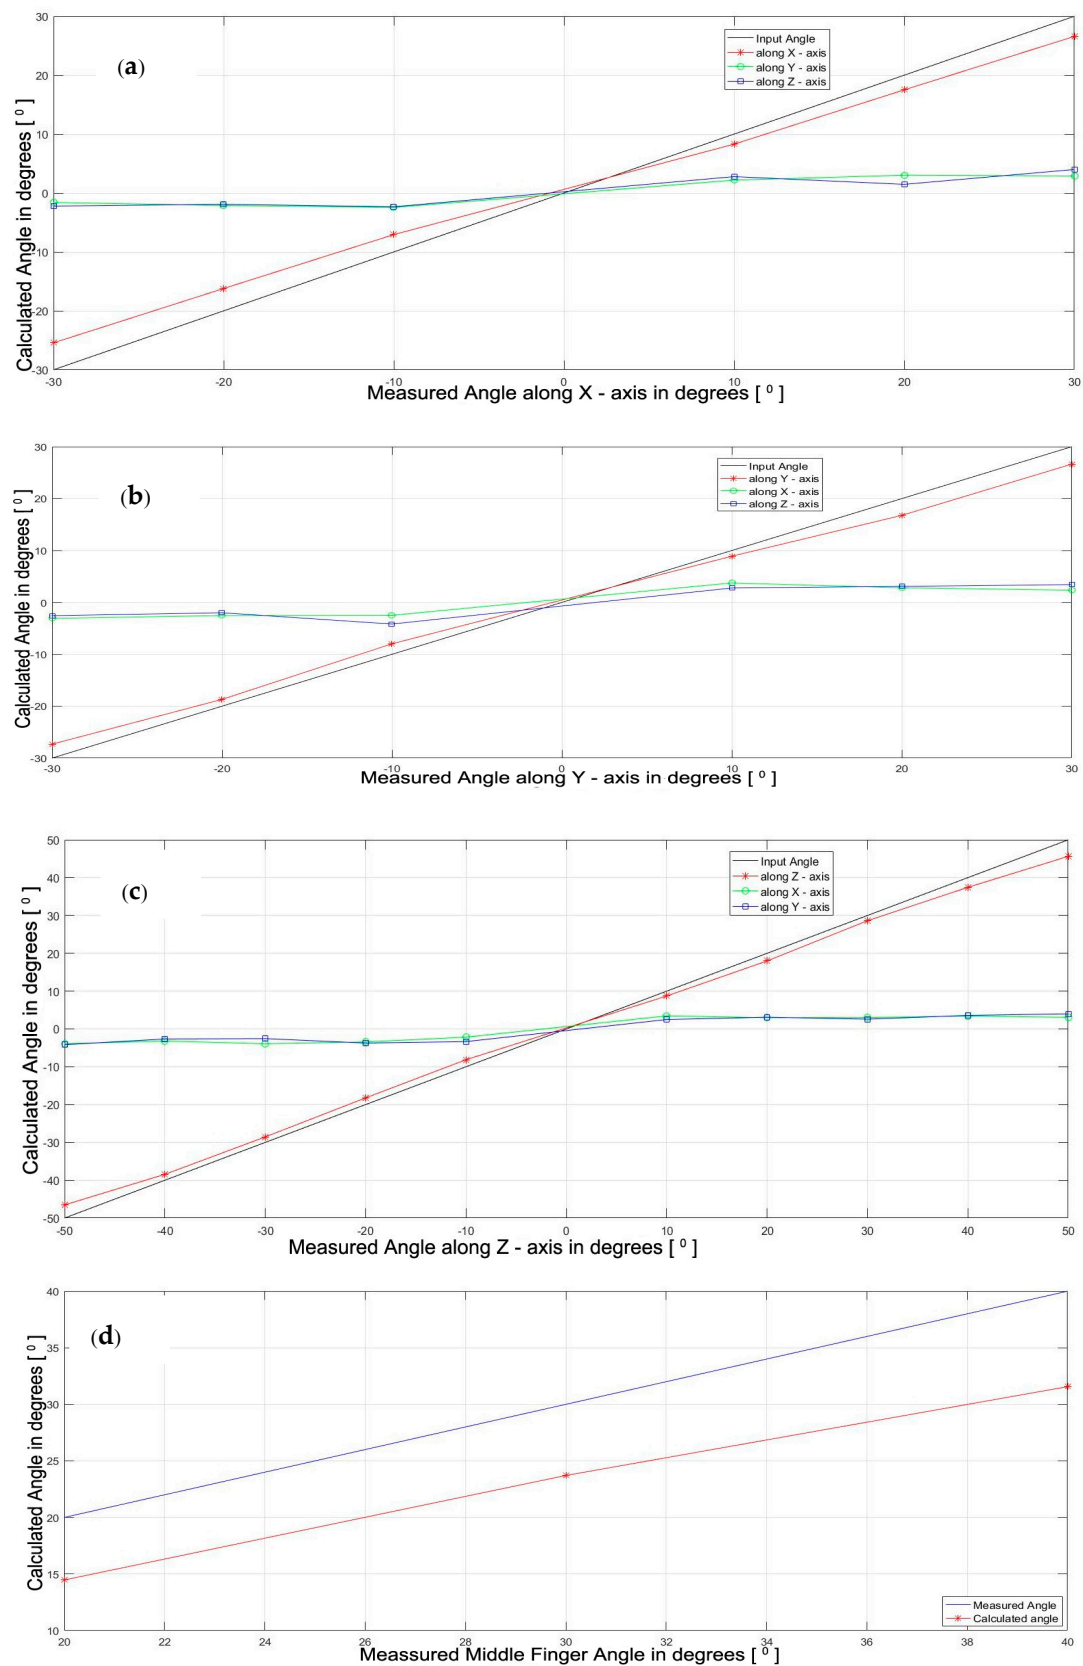 (a)
30
20
10
0
-10
-20
-30
Calculated Angle in degrees [ ⁰ ]
Input Angle
along X - axis
along Y - axis
along Z - axis
-30 -20 -10 0 10 20 30
Measured Angle along X - axis in degrees [ ⁰ ]
(b)
30
20
10
0
-10
-20
-30
Calculated Angle in degrees [ ⁰ ]
Input Angle
along Y - axis
along X - axis
along Z - axis
-30 -20 -10 0 10 20 30
Measured Angle along Y - axis in degrees [ ⁰ ]
(c)
50
40
30
20
10
0
-10
-20
-30
-40
-50
Calculated Angle in degrees [ ⁰ ]
Input Angle
along Z - axis
along X - axis
along Y - axis
-50 -40 -30 -20 -10 0 10 20 30 40 50
Measured Angle along Z - axis in degrees [ ⁰ ]
(d)
40
35
30
25
20
15
10
Calculated Angle in degrees [ ⁰ ]
Measured Angle
Calculated angle
20 22 24 26 28 30 32 34 36 38 40
Meassured Middle Finger Angle in degrees [ ⁰ ]